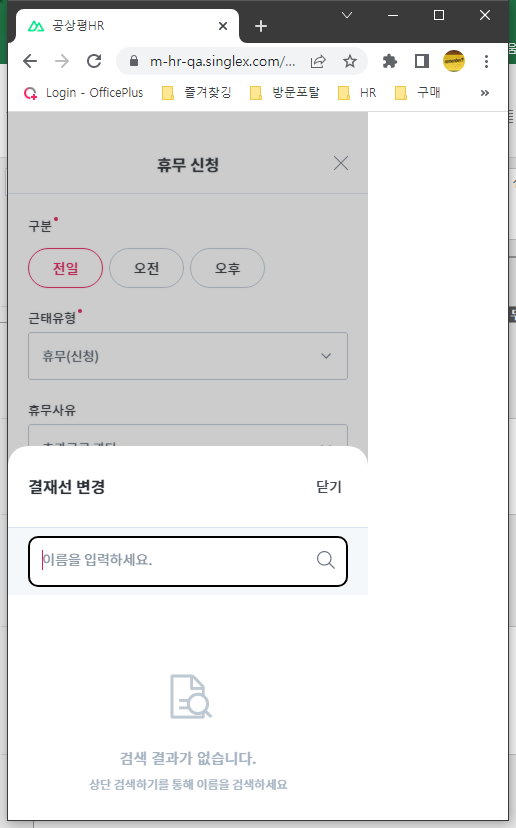 공상평HR
m-hr-qa.singlex.com/...
Login - OfficePlus 즐겨찾깅 방문포탈 HR 구매
휴무 신청
구분
전일 오전 오후
근태유형
휴무(신청)
휴무사유
결재선 변경 닫기
이름을 입력하세요.
검색 결과가 없습니다.
상단 검색하기를 통해 이름을 검색하세요